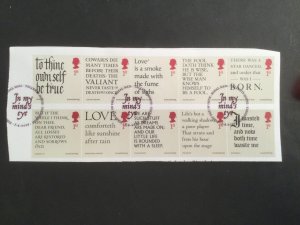 to thine
own self
be true
COWARDS DIE
MANY TIMES
BEFORE THEIR
DEATHS: THE
VALIANT
NEVER TASTE
OF DEATH
1st
Love
is a smoke
made with
the fume
of sighs
1st
THE FOOL
DOTH THINK
HE IS WISE,
BUT THE
WISE MAN
KNOWS
HIMSELF TO
BE A FOOL
1st
THERE WAS A
STAR DANCED,
and under
that was I
BORN.
1st
In my
mind's
eye
In my
mind's
eye
In my
mind's
eye
BUT IF THE
WHILE I THINK
ON THEE,
DEAR FRIEND,
ALL LOSSES
ARE RESTORED
AND SORROWS
END
1st
LOVE
comforteth
like sunshine
after rain
1st
WE ARE
SUCH STUFF
AS DREAMS
ARE MADE ON;
AND OUR
LITTLE LIFE
IS ROUNDED
WITH A SLEEP
1st
Life's but a
walking shadow,
a poor player
That struts and
frets his hour
upon the stage
1st
I wasted
time,
and now
doth time
waste me